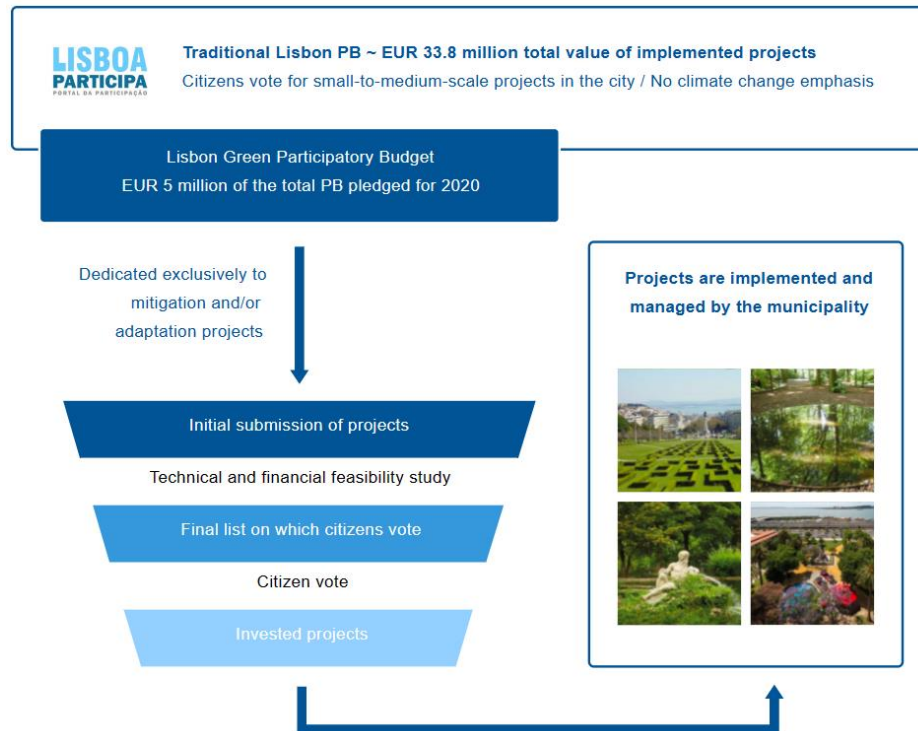 LISBOA
PARTICIPA
PORTAL DA PARTICIPAÇÃO
Traditional Lisbon PB ~ EUR 33.8 million total value of implemented projects
Citizens vote for small-to-medium-scale projects in the city / No climate change emphasis
Lisbon Green Participatory Budget
EUR 5 million of the total PB pledged for 2020
Dedicated exclusively to
mitigation and/or
adaptation projects
Initial submission of projects
Technical and financial feasibility study
Final list on which citizens vote
Citizen vote
Invested projects
Projects are implemented and
managed by the municipality